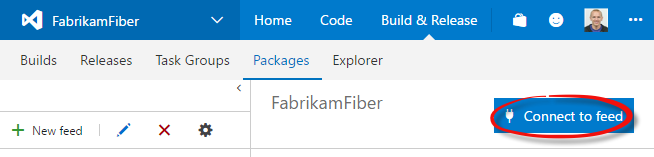 FabrikamFiber Home Code Build & Release
Builds Releases Task Groups Packages Explorer
FabrikamFiber
New feed
Connect to feed